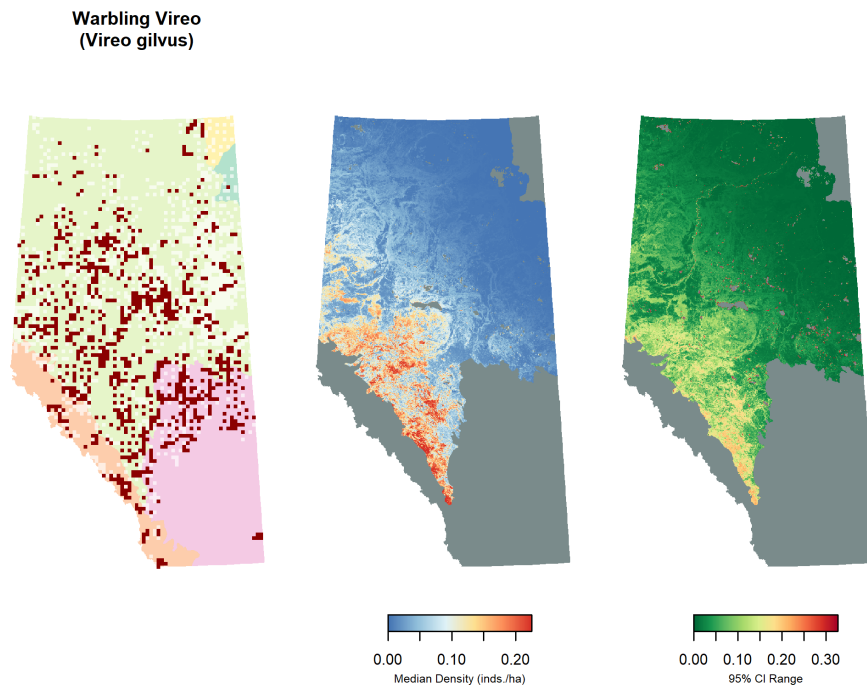 Warbling Vireo
(Vireo gilvus)
0.00 0.10 0.20
Median Density (inds./ha)
0.00 0.10 0.20 0.30
95% CI Range